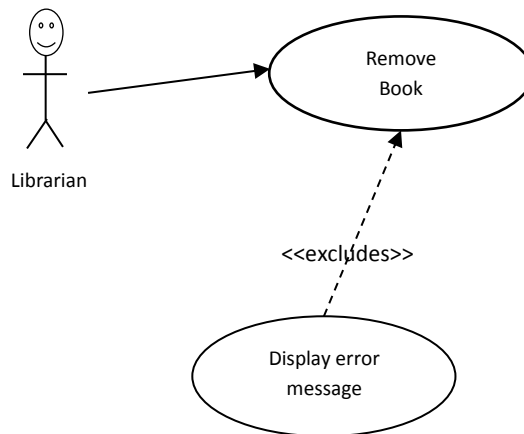 Remove
Book
Librarian
<<excludes>>
Display error
message